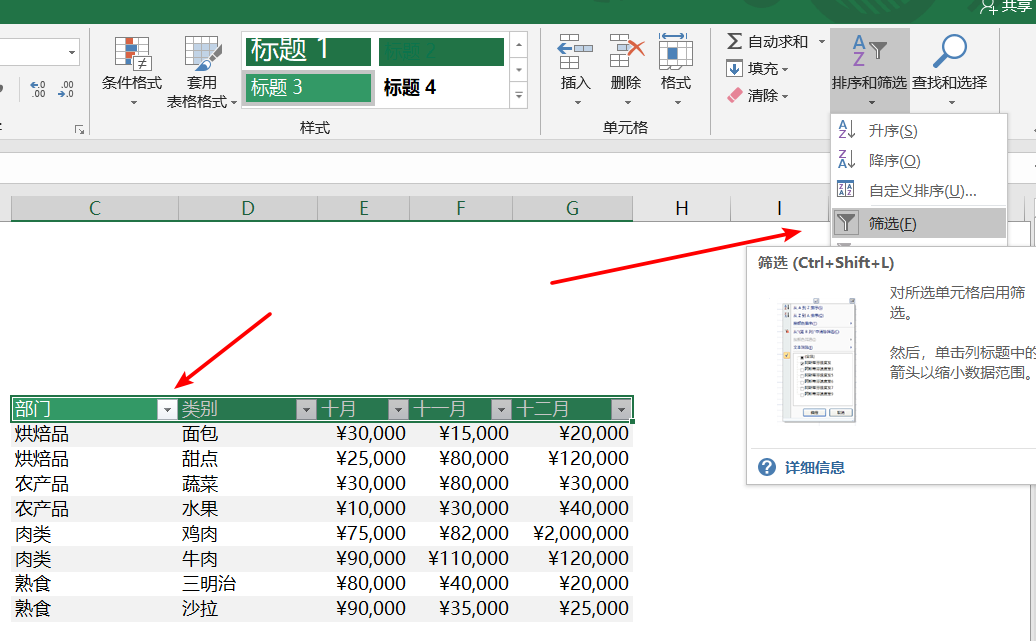 共享
标题 1
标题 2
自动求和
条件格式
套用
表格格式
标题 3
标题 4
插入
删除
格式
填充
清除
排序和筛选
查找和选择
样式
单元格
升序(S)
降序(O)
自定义排序(U)...
筛选(F)
C D E F G H I
筛选 (Ctrl+Shift+L)
对所选单元格启用筛
选。
然后，单击列标题中的
箭头以缩小数据范围。
详细信息
部门 类别 十月 十一月 十二月
烘焙品 面包 ¥30,000 ¥15,000 ¥20,000
烘焙品 甜点 ¥25,000 ¥80,000 ¥120,000
农产品 蔬菜 ¥30,000 ¥80,000 ¥30,000
农产品 水果 ¥10,000 ¥30,000 ¥40,000
肉类 鸡肉 ¥75,000 ¥82,000 ¥2,000,000
肉类 牛肉 ¥90,000 ¥110,000 ¥120,000
熟食 三明治 ¥80,000 ¥40,000 ¥20,000
熟食 沙拉 ¥90,000 ¥35,000 ¥25,000